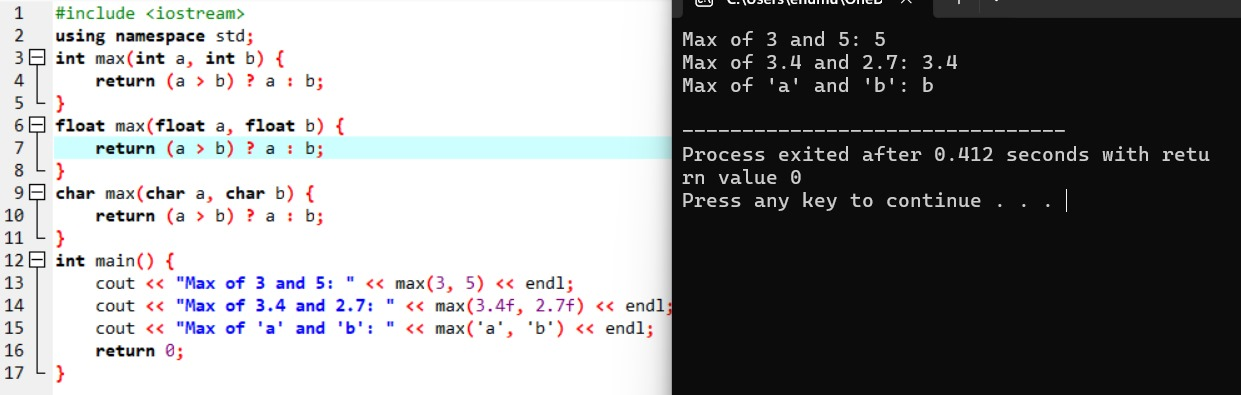 1 #include <iostream>
2 using namespace std;
3 int max(int a, int b) {
4     return (a > b) ? a : b;
5 }
6 float max(float a, float b) {
7     return (a > b) ? a : b;
8 }
9 char max(char a, char b) {
10     return (a > b) ? a : b;
11 }
12 int main() {
13     cout << "Max of 3 and 5: " << max(3, 5) << endl;
14     cout << "Max of 3.4 and 2.7: " << max(3.4f, 2.7f) << endl;
15     cout << "Max of 'a' and 'b': " << max('a', 'b') << endl;
16     return 0;
17 }
Max of 3 and 5: 5
Max of 3.4 and 2.7: 3.4
Max of 'a' and 'b': b
--------------------------------
Process exited after 0.412 seconds with retu
rn value 0
Press any key to continue . . .